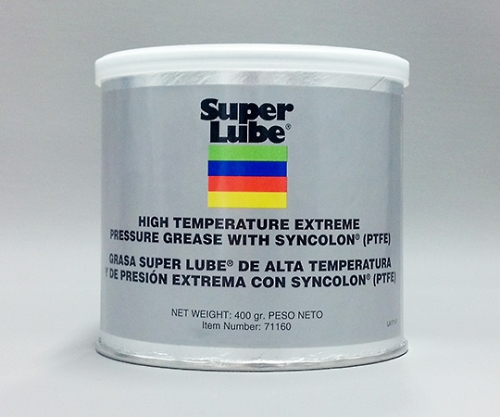 Super
Lube®
HIGH TEMPERATURE EXTREME
PRESSURE GREASE WITH SYNCOLON® (PTFE)
GRASA SUPER LUBE® DE ALTA TEMPERATURA
Y DE PRESIÓN EXTREMA CON SYNCOLON® (PTFE)
NET WEIGHT: 400 gr. PESO NETO
Item Number: 71160